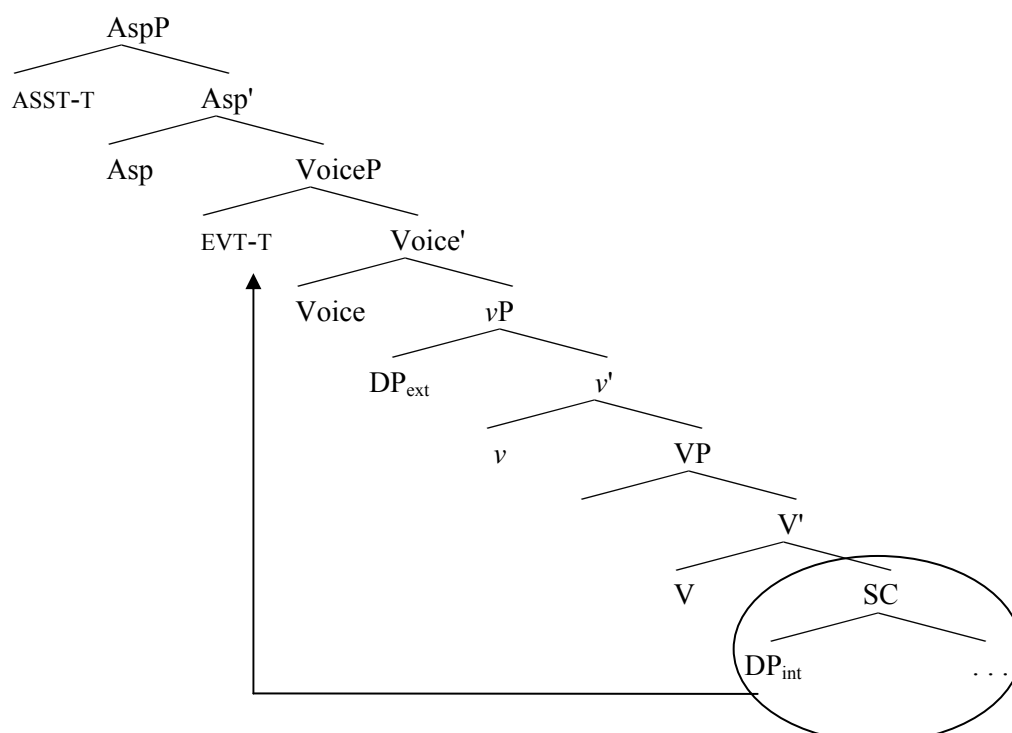 AspP
ASST-T Asp'
Asp VoiceP
EVT-T Voice'
Voice vP
DPext v'
v VP
V'
V SC
DPint . . .